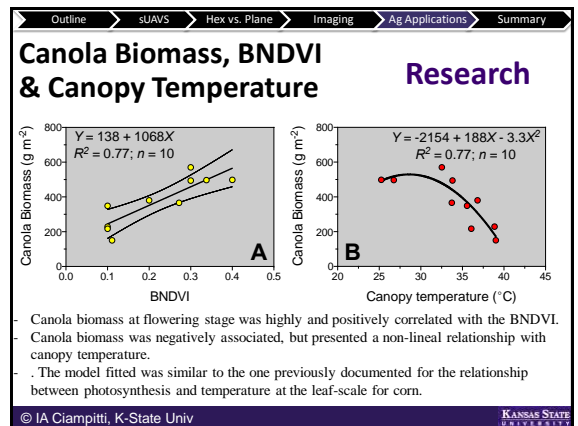 Outline sUAVS Hex vs. Plane Imaging Ag Applications Summary
Canola Biomass, BNDVI
& Canopy Temperature
Research
Y = 138 + 1068X
R² = 0.77; n = 10
800
600
400
200
0
Canola Biomass (g m⁻²)
0.0 0.1 0.2 0.3 0.4 0.5
BNDVI
A
Y = -2154 + 188X - 3.3X²
R² = 0.77; n = 10
800
600
400
200
0
Canola Biomass (g m⁻²)
20 25 30 35 40 45
Canopy temperature (°C)
B
- Canola biomass at flowering stage was highly and positively correlated with the BNDVI.
- Canola biomass was negatively associated, but presented a non-lineal relationship with
canopy temperature.
- . The model fitted was similar to the one previously documented for the relationship
between photosynthesis and temperature at the leaf-scale for corn.
© IA Ciampitti, K-State Univ
KANSAS STATE
UNIVERSITY